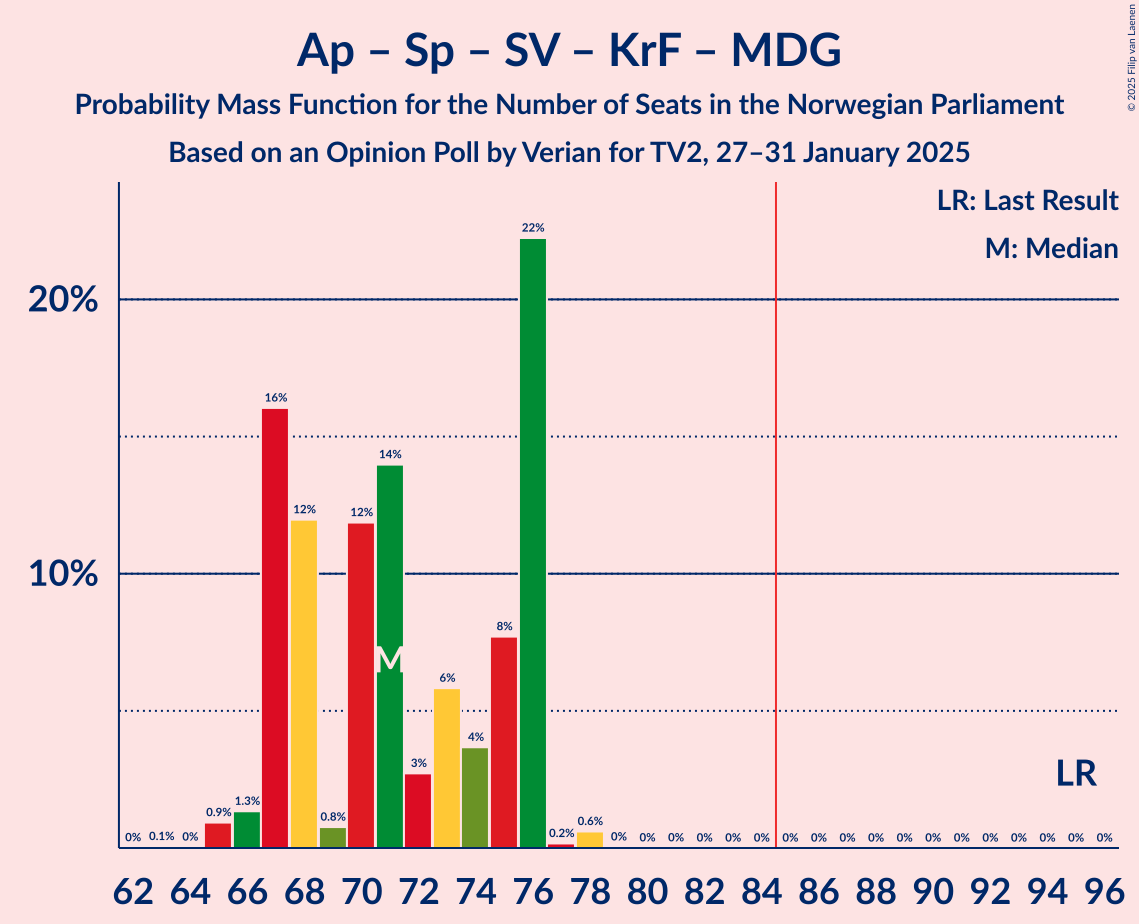 Ap – Sp – SV – KrF – MDG
Probability Mass Function for the Number of Seats in the Norwegian Parliament
Based on an Opinion Poll by Verian for TV2, 27–31 January 2025
© 2025 Filip van Laenen
LR: Last Result
M: Median
20%
10%
0% 0.1% 0% 0.9% 1.3% 16% 12% 0.8% 12% 14% 3% 6% 4% 8% 22% 0.2% 0.6% 0% 0% 0% 0% 0% 0% 0% 0% 0% 0% 0% 0% 0% 0% 0% 0% 0% 0%
M
LR
62 64 66 68 70 72 74 76 78 80 82 84 86 88 90 92 94 96